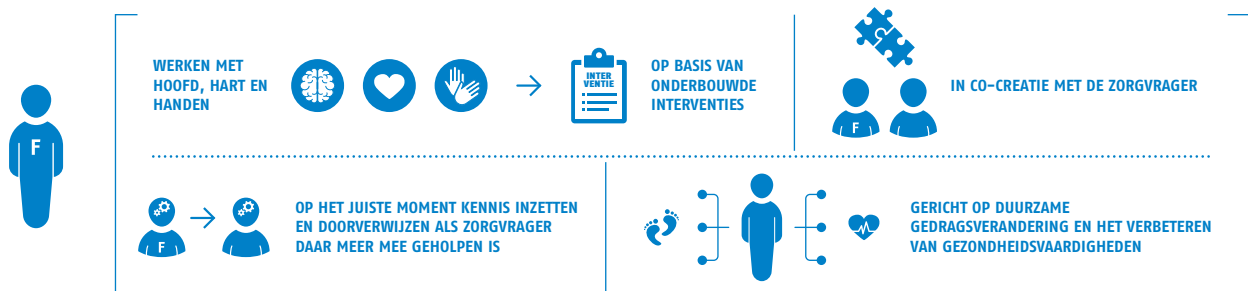 F
WERKEN MET
HOOFD, HART EN
HANDEN
INTER
VENTIE
OP BASIS VAN
ONDERBOUWDE
INTERVENTIES
F
IN CO-CREATIE MET DE ZORGVRAGER
F
OP HET JUISTE MOMENT KENNIS INZETTEN
EN DOORVERWIJZEN ALS ZORGVRAGER
DAAR MEER MEE GEHOLPEN IS
GERICHT OP DUURZAME
GEDRAGSVERANDERING EN HET VERBETEREN
VAN GEZONDHEIDSVAARDIGHEDEN